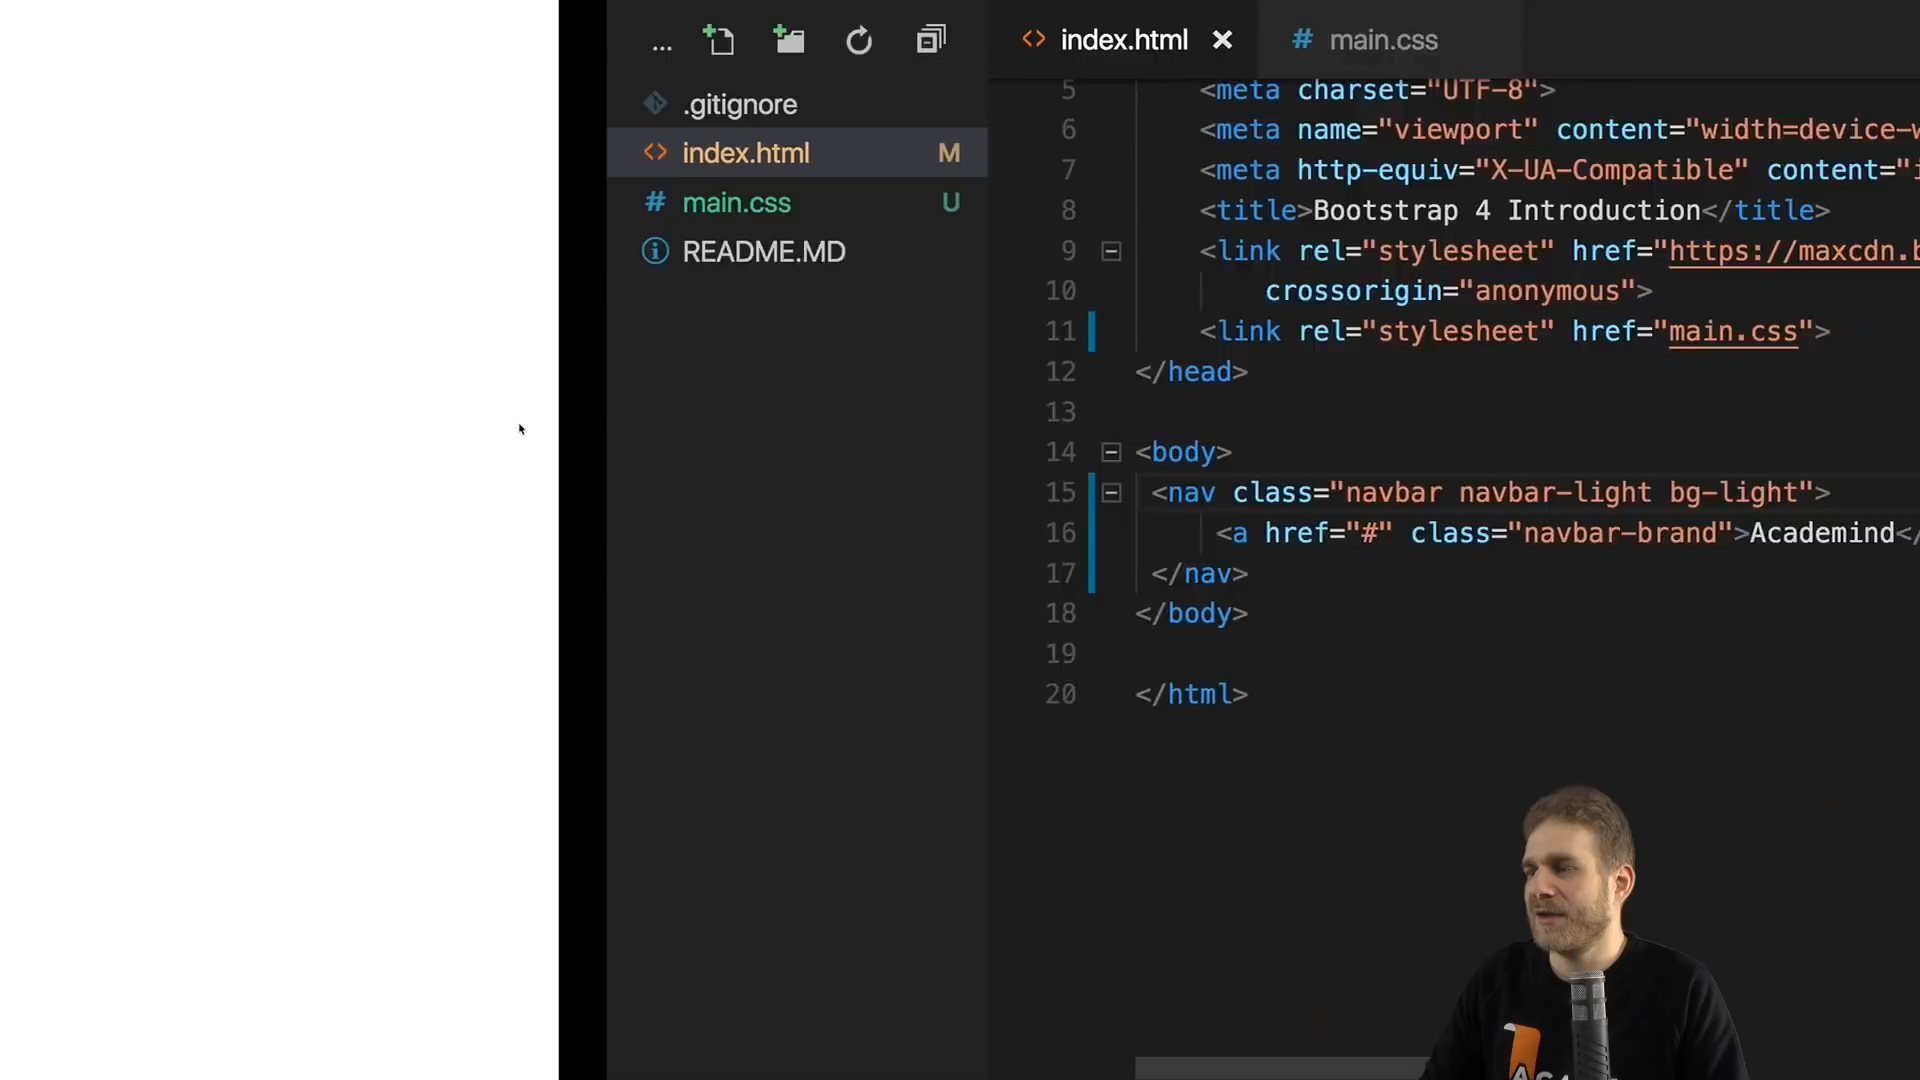 ...
index.html
main.css
.gitignore
index.html M
main.css U
README.MD
5 <meta charset="UTF-8">
6 <meta name="viewport" content="width=device-w
7 <meta http-equiv="X-UA-Compatible" content="i
8 <title>Bootstrap 4 Introduction</title>
9 <link rel="stylesheet" href="https://maxcdn.b
10 crossorigin="anonymous">
11 <link rel="stylesheet" href="main.css">
12 </head>
13
14 <body>
15 <nav class="navbar navbar-light bg-light">
16 <a href="#" class="navbar-brand">Academind</
17 </nav>
18 </body>
19
20 </html>